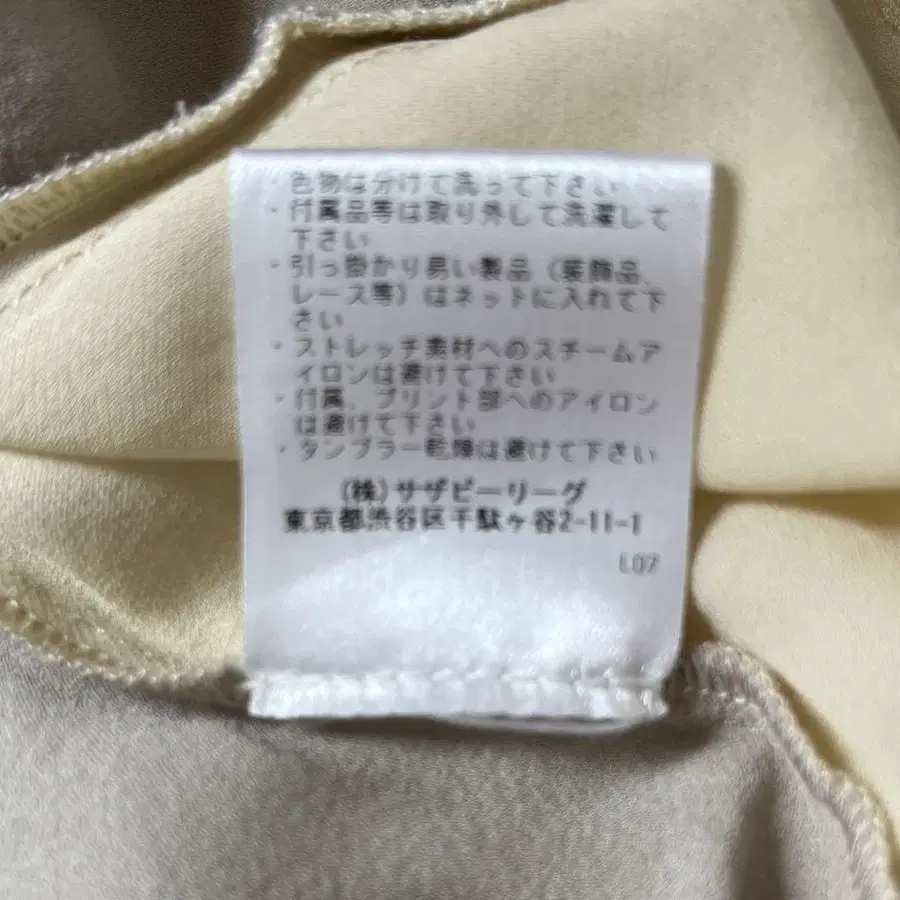 ・色物は分けて洗って下さい
・付属品等は取り外して洗濯して
下さい
・引っ掛かり易い製品（装飾品、
レース等）はネットに入れて下
さい
・ストレッチ素材へのスチームア
イロンは避けて下さい
・付属、プリント部へのアイロン
は避けて下さい
・タンブラー乾燥は避けて下さい
(株)サザビーリーグ
東京都渋谷区千駄ヶ谷2-11-1
L07